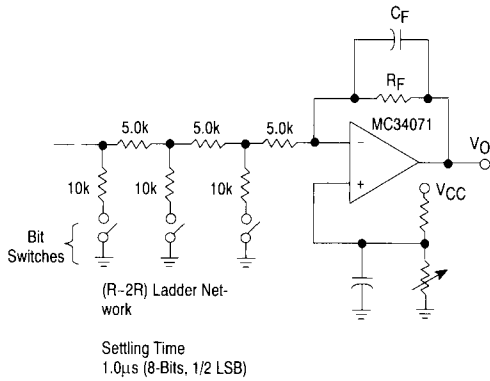 CF
RF
MC34071
5.0k 5.0k 5.0k
VO
10k 10k 10k
VCC
Bit
Switches
(R-2R) Ladder Net-
work
Settling Time
1.0µs (8-Bits, 1/2 LSB)